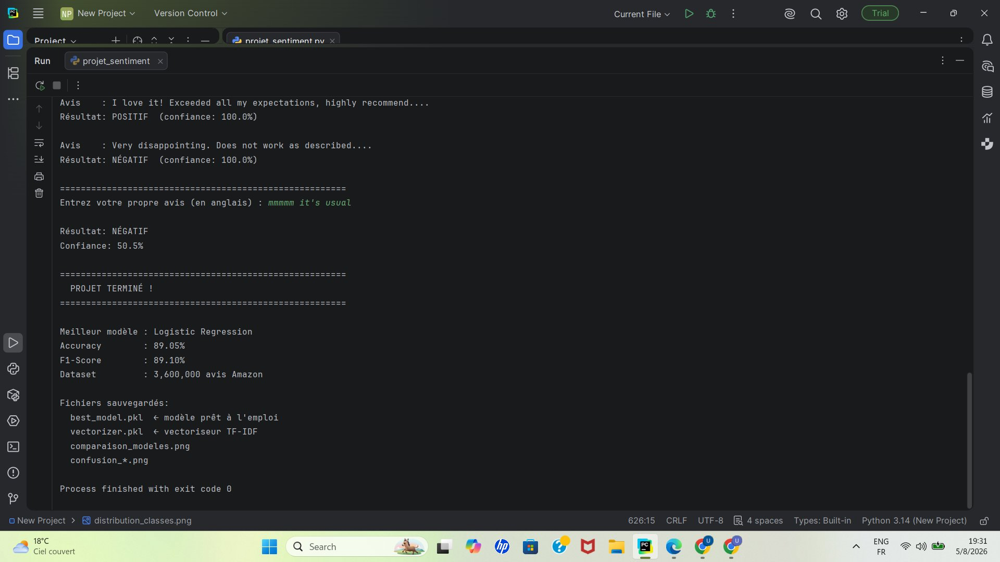 NP New Project Version Control Current File Trial
Project projet_sentiment.py
Run projet_sentiment
Avis    : I love it! Exceeded all my expectations, highly recommend....
Résultat: POSITIF  (confiance: 100.0%)
Avis    : Very disappointing. Does not work as described....
Résultat: NÉGATIF  (confiance: 100.0%)
=======================================================
Entrez votre propre avis (en anglais) : mmmmm it's usual
Résultat: NÉGATIF
Confiance: 50.5%
=======================================================
PROJET TERMINÉ !
=======================================================
Meilleur modèle : Logistic Regression
Accuracy        : 89.05%
F1-Score        : 89.10%
Dataset         : 3,600,000 avis Amazon
Fichiers sauvegardés:
best_model.pkl  ← modèle prêt à l'emploi
vectorizer.pkl  ← vectoriseur TF-IDF
comparaison_modeles.png
confusion_*.png
Process finished with exit code 0
New Project > distribution_classes.png 626:15 CRLF UTF-8 4 spaces Types: Built-in Python 3.14 (New Project)
18°C
Ciel couvert
Search
ENG
FR
19:31
5/8/2026